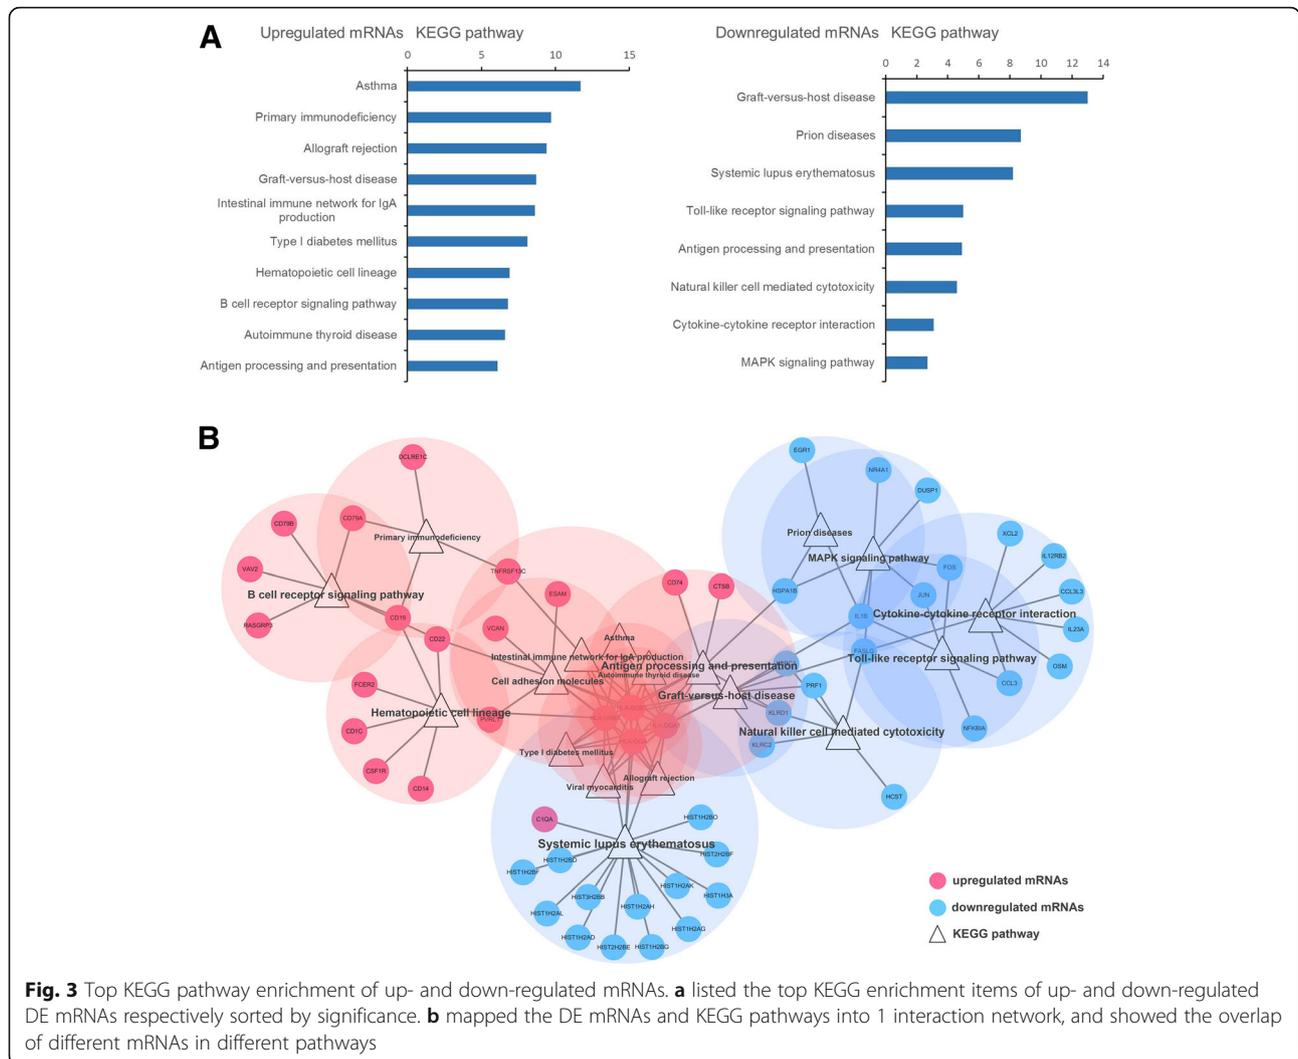 A
Upregulated mRNAs KEGG pathway
0 5 10 15
Asthma
Primary immunodeficiency
Allograft rejection
Graft-versus-host disease
Intestinal immune network for IgA
production
Type I diabetes mellitus
Hematopoietic cell lineage
B cell receptor signaling pathway
Autoimmune thyroid disease
Antigen processing and presentation
Downregulated mRNAs KEGG pathway
0 2 4 6 8 10 12 14
Graft-versus-host disease
Prion diseases
Systemic lupus erythematosus
Toll-like receptor signaling pathway
Antigen processing and presentation
Natural killer cell mediated cytotoxicity
Cytokine-cytokine receptor interaction
MAPK signaling pathway
B
DCLRE1C
CD79B
CD79A
Primary immunodeficiency
VAV2
B cell receptor signaling pathway
RASGRP3
CD19
CD22
TNFRSF13C
ESAM
VCAN
CD74
CTSB
FCER2
Hematopoietic cell lineage
CD1C
CSF1R
CD14
Asthma
Intestinal immune network for IgA production
Antigen processing and presentation
Autoimmune thyroid disease
Cell adhesion molecules
Graft-versus-host disease
Type I diabetes mellitus
Viral myocarditis
Allograft rejection
EGR1
NR4A1
DUSP1
Prion diseases
MAPK signaling pathway
HSPA1B
FOS
JUN
IL1B
FASLG
XCL2
IL12RB2
CCL3L3
Cytokine-cytokine receptor interaction
IL23A
Toll-like receptor signaling pathway
OSM
CCL3
NFKBIA
PRF1
KLRD1
KLRC2
Natural killer cell mediated cytotoxicity
HCST
C1QA
HIST1H2BO
Systemic lupus erythematosus
HIST2H2BF
HIST1H2BD
HIST1H2BF
HIST1H2AK
HIST1H3A
HIST3H2BB
HIST1H2AH
HIST1H2AL
HIST1H2AG
HIST1H2AD
HIST2H2BE
HIST1H2BG
upregulated mRNAs
downregulated mRNAs
KEGG pathway
Fig. 3 Top KEGG pathway enrichment of up- and down-regulated mRNAs. a listed the top KEGG enrichment items of up- and down-regulated
DE mRNAs respectively sorted by significance. b mapped the DE mRNAs and KEGG pathways into 1 interaction network, and showed the overlap
of different mRNAs in different pathways